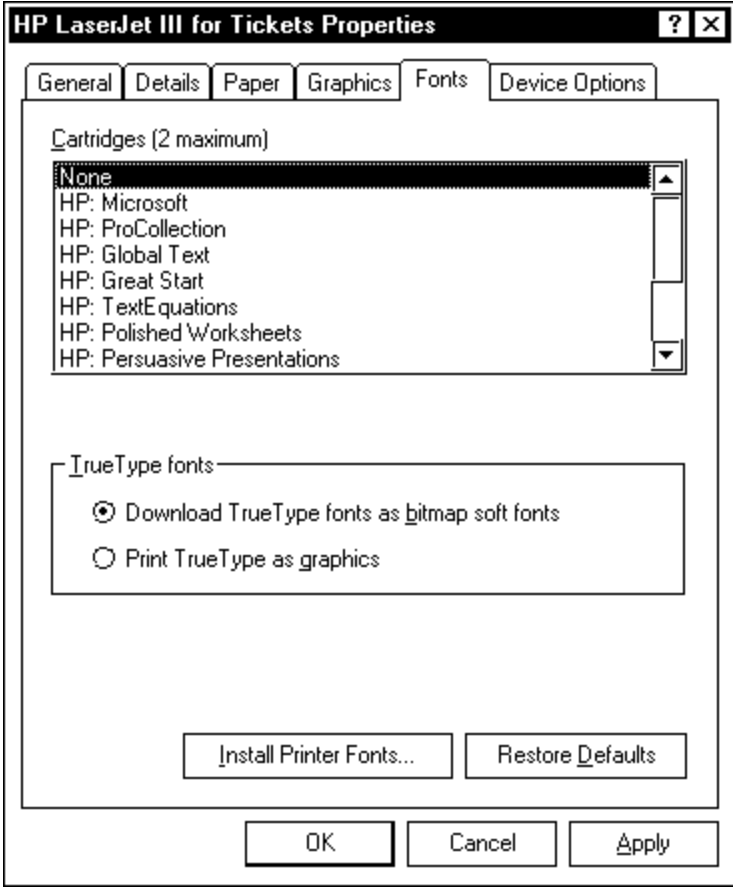 HP LaserJet III for Tickets Properties ? X
General Details Paper Graphics Fonts Device Options
Cartridges (2 maximum)
None
HP: Microsoft
HP: ProCollection
HP: Global Text
HP: Great Start
HP: TextEquations
HP: Polished Worksheets
HP: Persuasive Presentations
TrueType fonts
Download TrueType fonts as bitmap soft fonts
Print TrueType as graphics
Install Printer Fonts... Restore Defaults
OK Cancel Apply